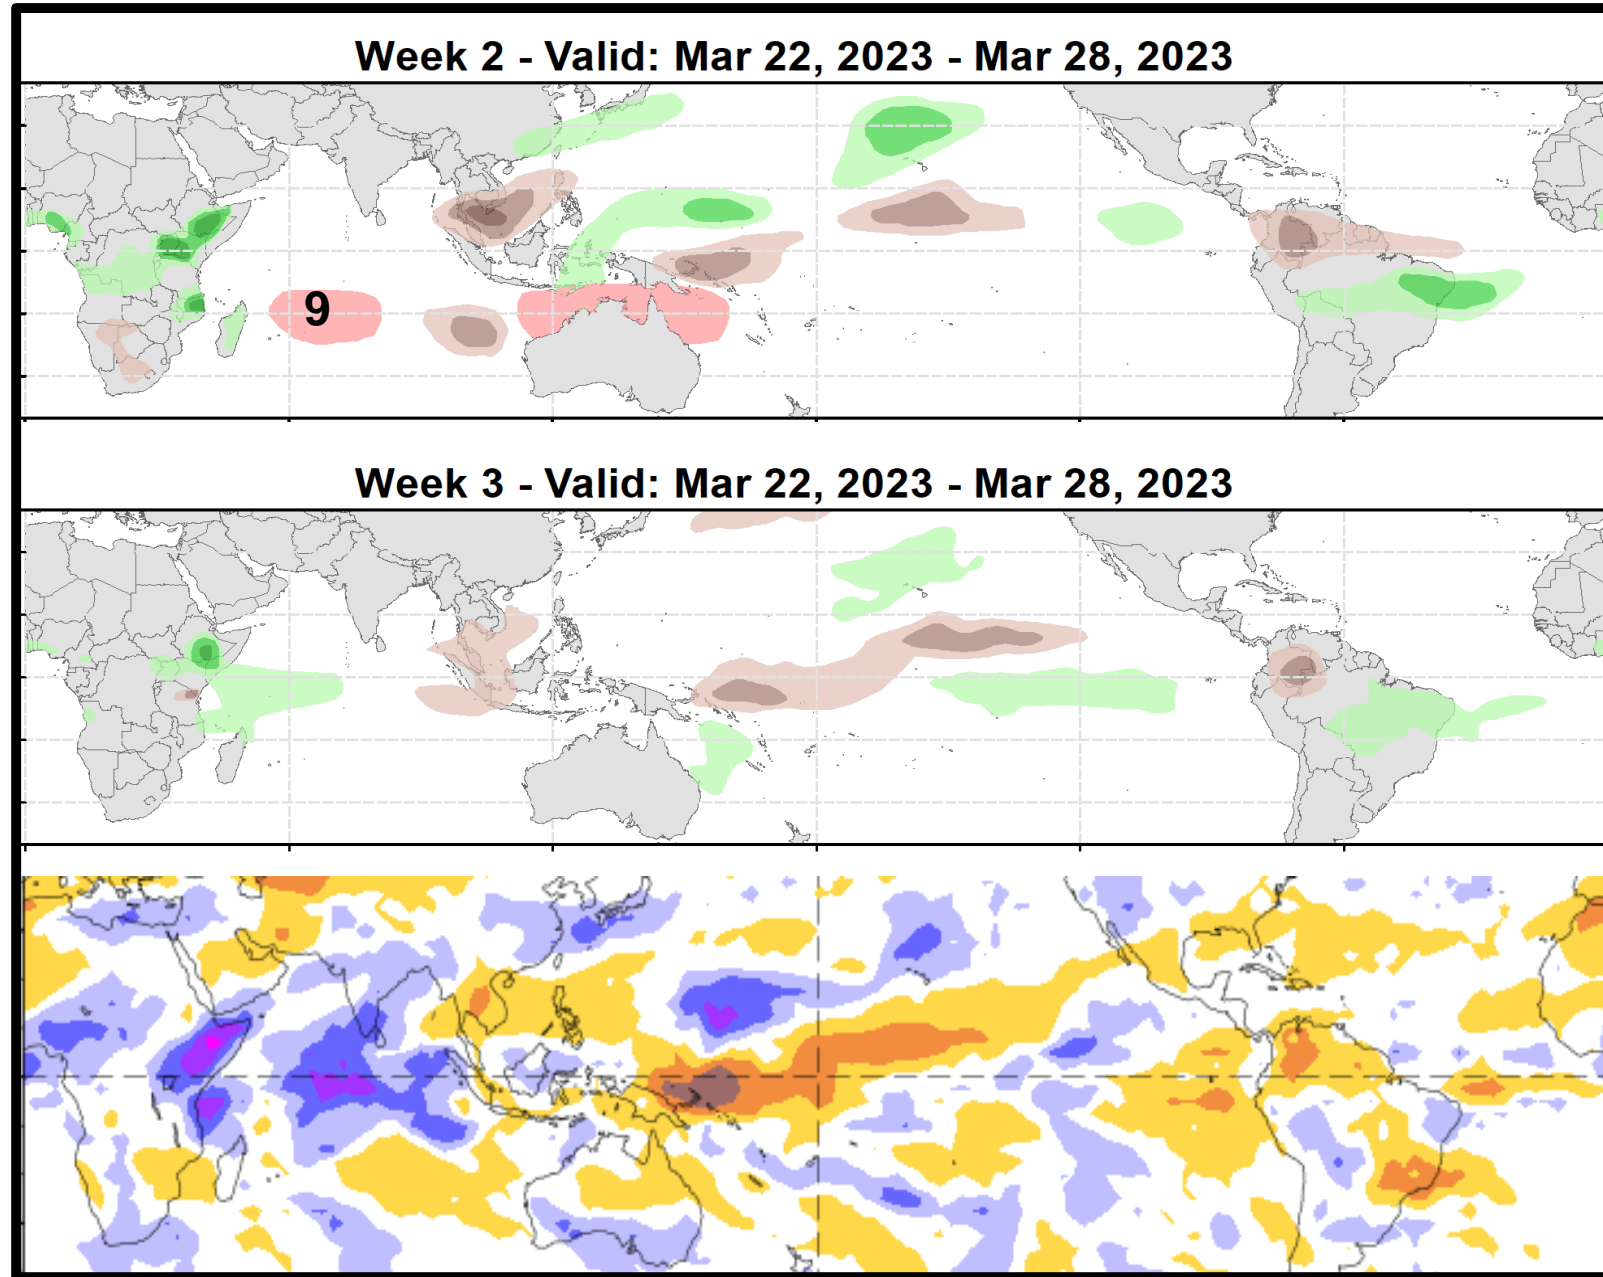 Week 2 - Valid: Mar 22, 2023 - Mar 28, 2023
9
Week 3 - Valid: Mar 22, 2023 - Mar 28, 2023